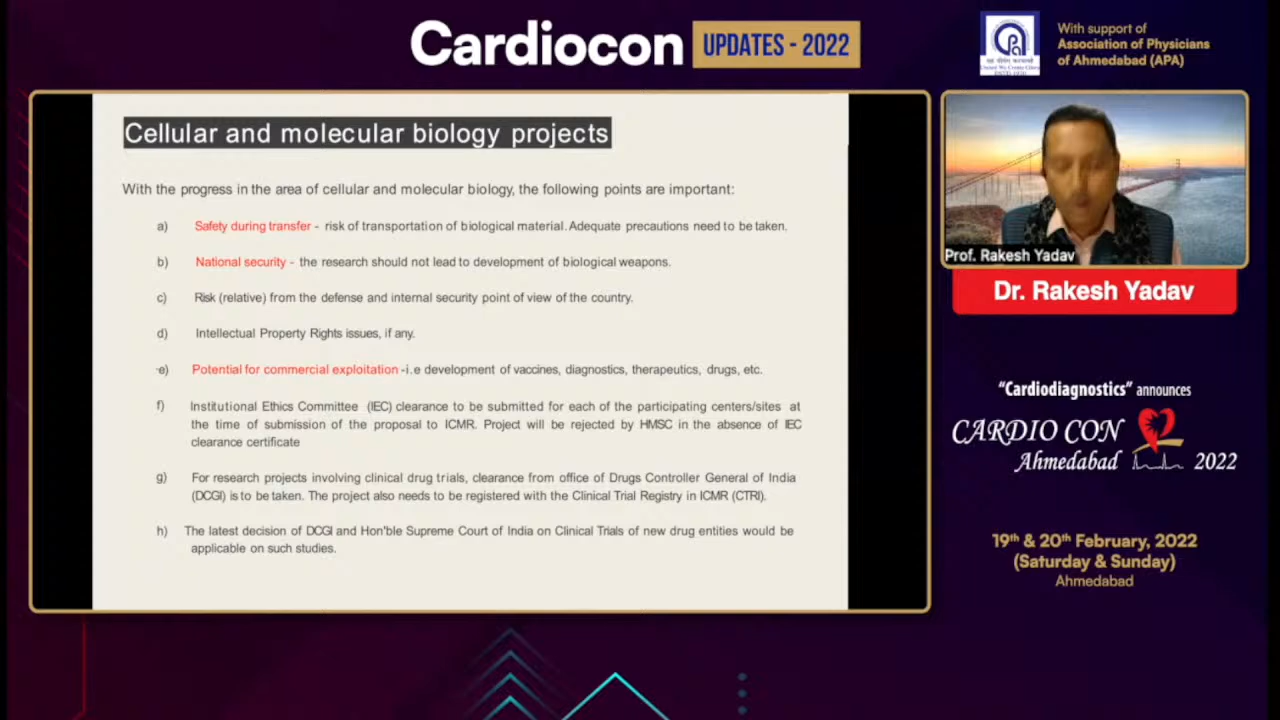 Cardiocon UPDATES - 2022
With support of
Association of Physicians
of Ahmedabad (APA)
Cellular and molecular biology projects
With the progress in the area of cellular and molecular biology, the following points are important:
a) Safety during transfer - risk of transportation of biological material. Adequate precautions need to be taken.
b) National security - the research should not lead to development of biological weapons.
c) Risk (relative) from the defense and internal security point of view of the country.
d) Intellectual Property Rights issues, if any.
e) Potential for commercial exploitation -i.e development of vaccines, diagnostics, therapeutics, drugs, etc.
f) Institutional Ethics Committee (IEC) clearance to be submitted for each of the participating centers/sites at
the time of submission of the proposal to ICMR. Project will be rejected by HMSC in the absence of IEC
clearance certificate
g) For research projects involving clinical drug trials, clearance from office of Drugs Controller General of India
(DCGI) is to be taken. The project also needs to be registered with the Clinical Trial Registry in ICMR (CTRI).
h) The latest decision of DCGI and Hon'ble Supreme Court of India on Clinical Trials of new drug entities would be
applicable on such studies.
Prof. Rakesh Yadav
Dr. Rakesh Yadav
"Cardiodiagnostics" announces
CARDIO CON
Ahmedabad 2022
19th & 20th February, 2022
(Saturday & Sunday)
Ahmedabad